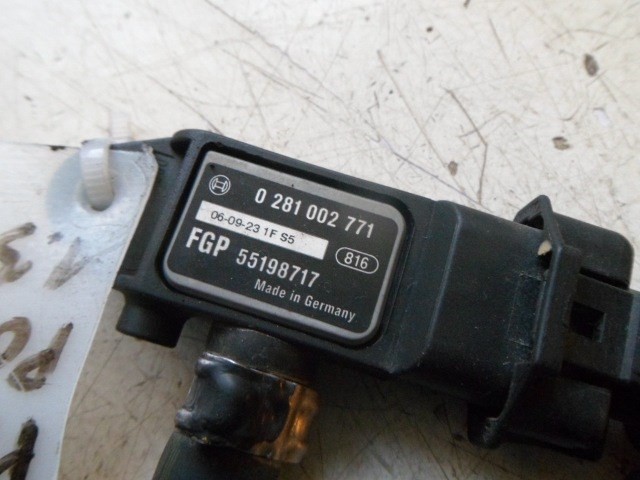 0 281 002 771
06-09-23 1F S5
FGP 55198717
816
Made in Germany